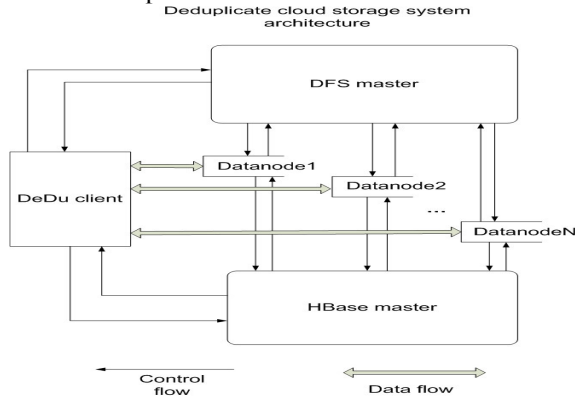 Deduplicate cloud storage system
architecture
DFS master
Datanode1
DeDu client
Datanode2
...
DatanodeN
HBase master
Control
flow
Data flow